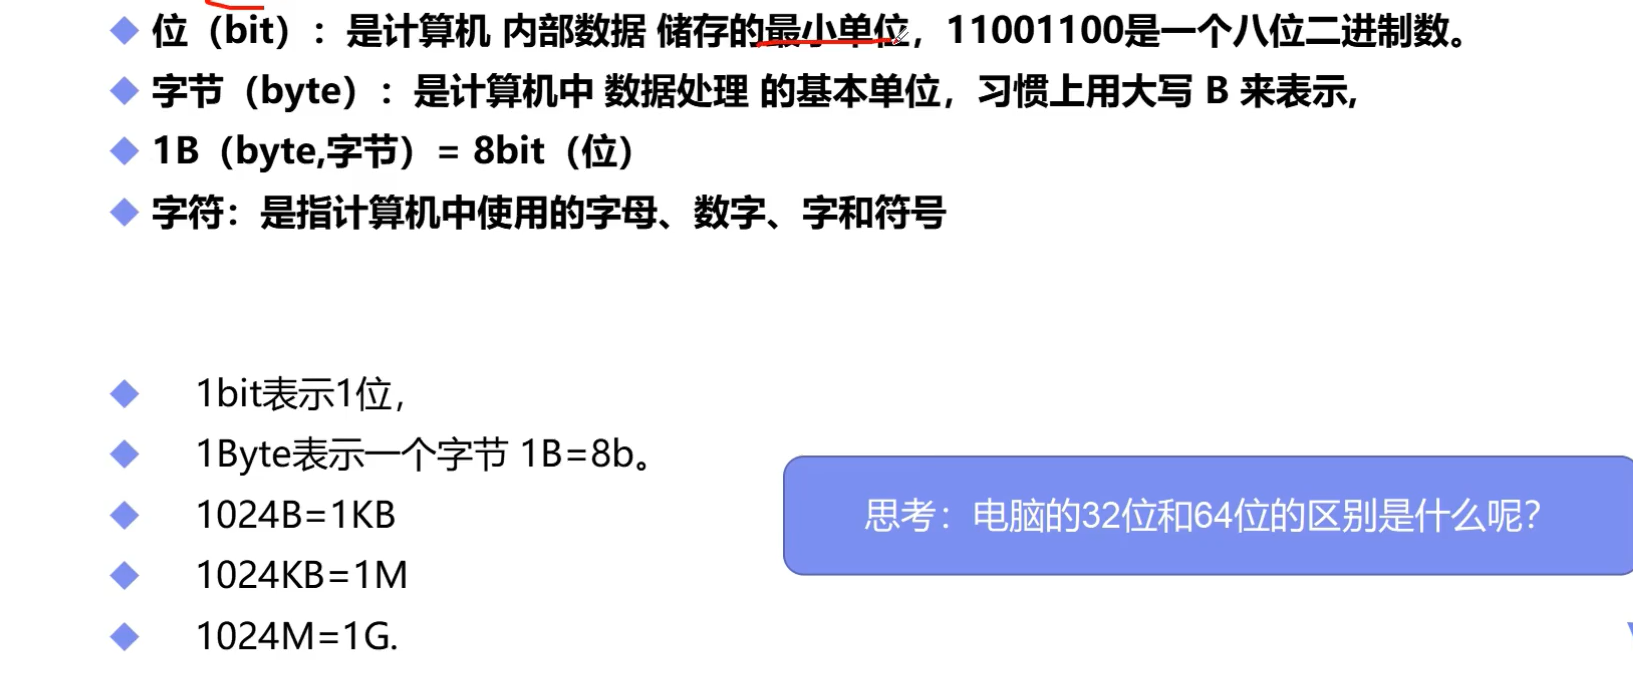 位（bit）：是计算机 内部数据 储存的最小单位，11001100是一个八位二进制数。
字节（byte）：是计算机中 数据处理 的基本单位，习惯上用大写 B 来表示,
1B（byte,字节）= 8bit（位）
字符：是指计算机中使用的字母、数字、字和符号
1bit表示1位，
1Byte表示一个字节 1B=8b。
1024B=1KB
1024KB=1M
1024M=1G.
思考：电脑的32位和64位的区别是什么呢？